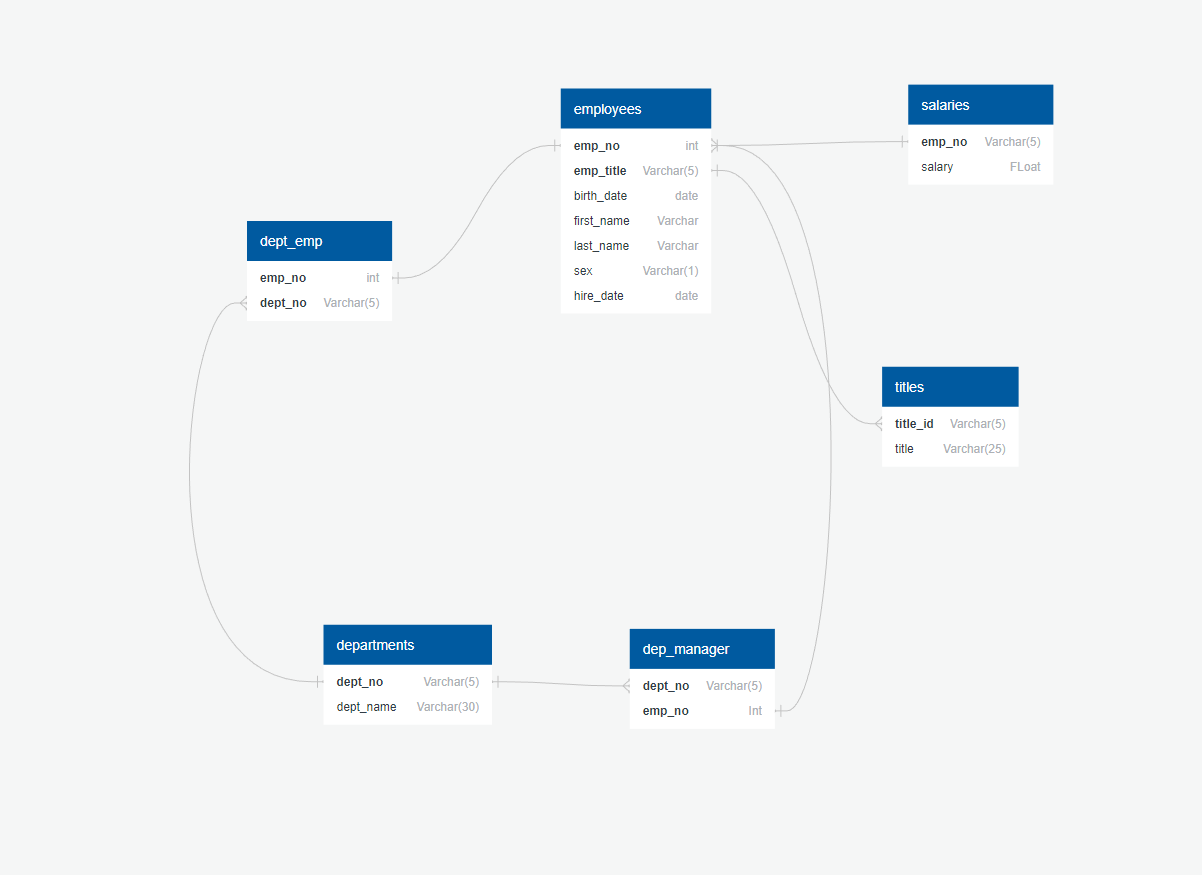 employees
emp_no int
emp_title Varchar(5)
birth_date date
first_name Varchar
last_name Varchar
sex Varchar(1)
hire_date date
salaries
emp_no Varchar(5)
salary FLoat
dept_emp
emp_no int
dept_no Varchar(5)
titles
title_id Varchar(5)
title Varchar(25)
departments
dept_no Varchar(5)
dept_name Varchar(30)
dep_manager
dept_no Varchar(5)
emp_no Int